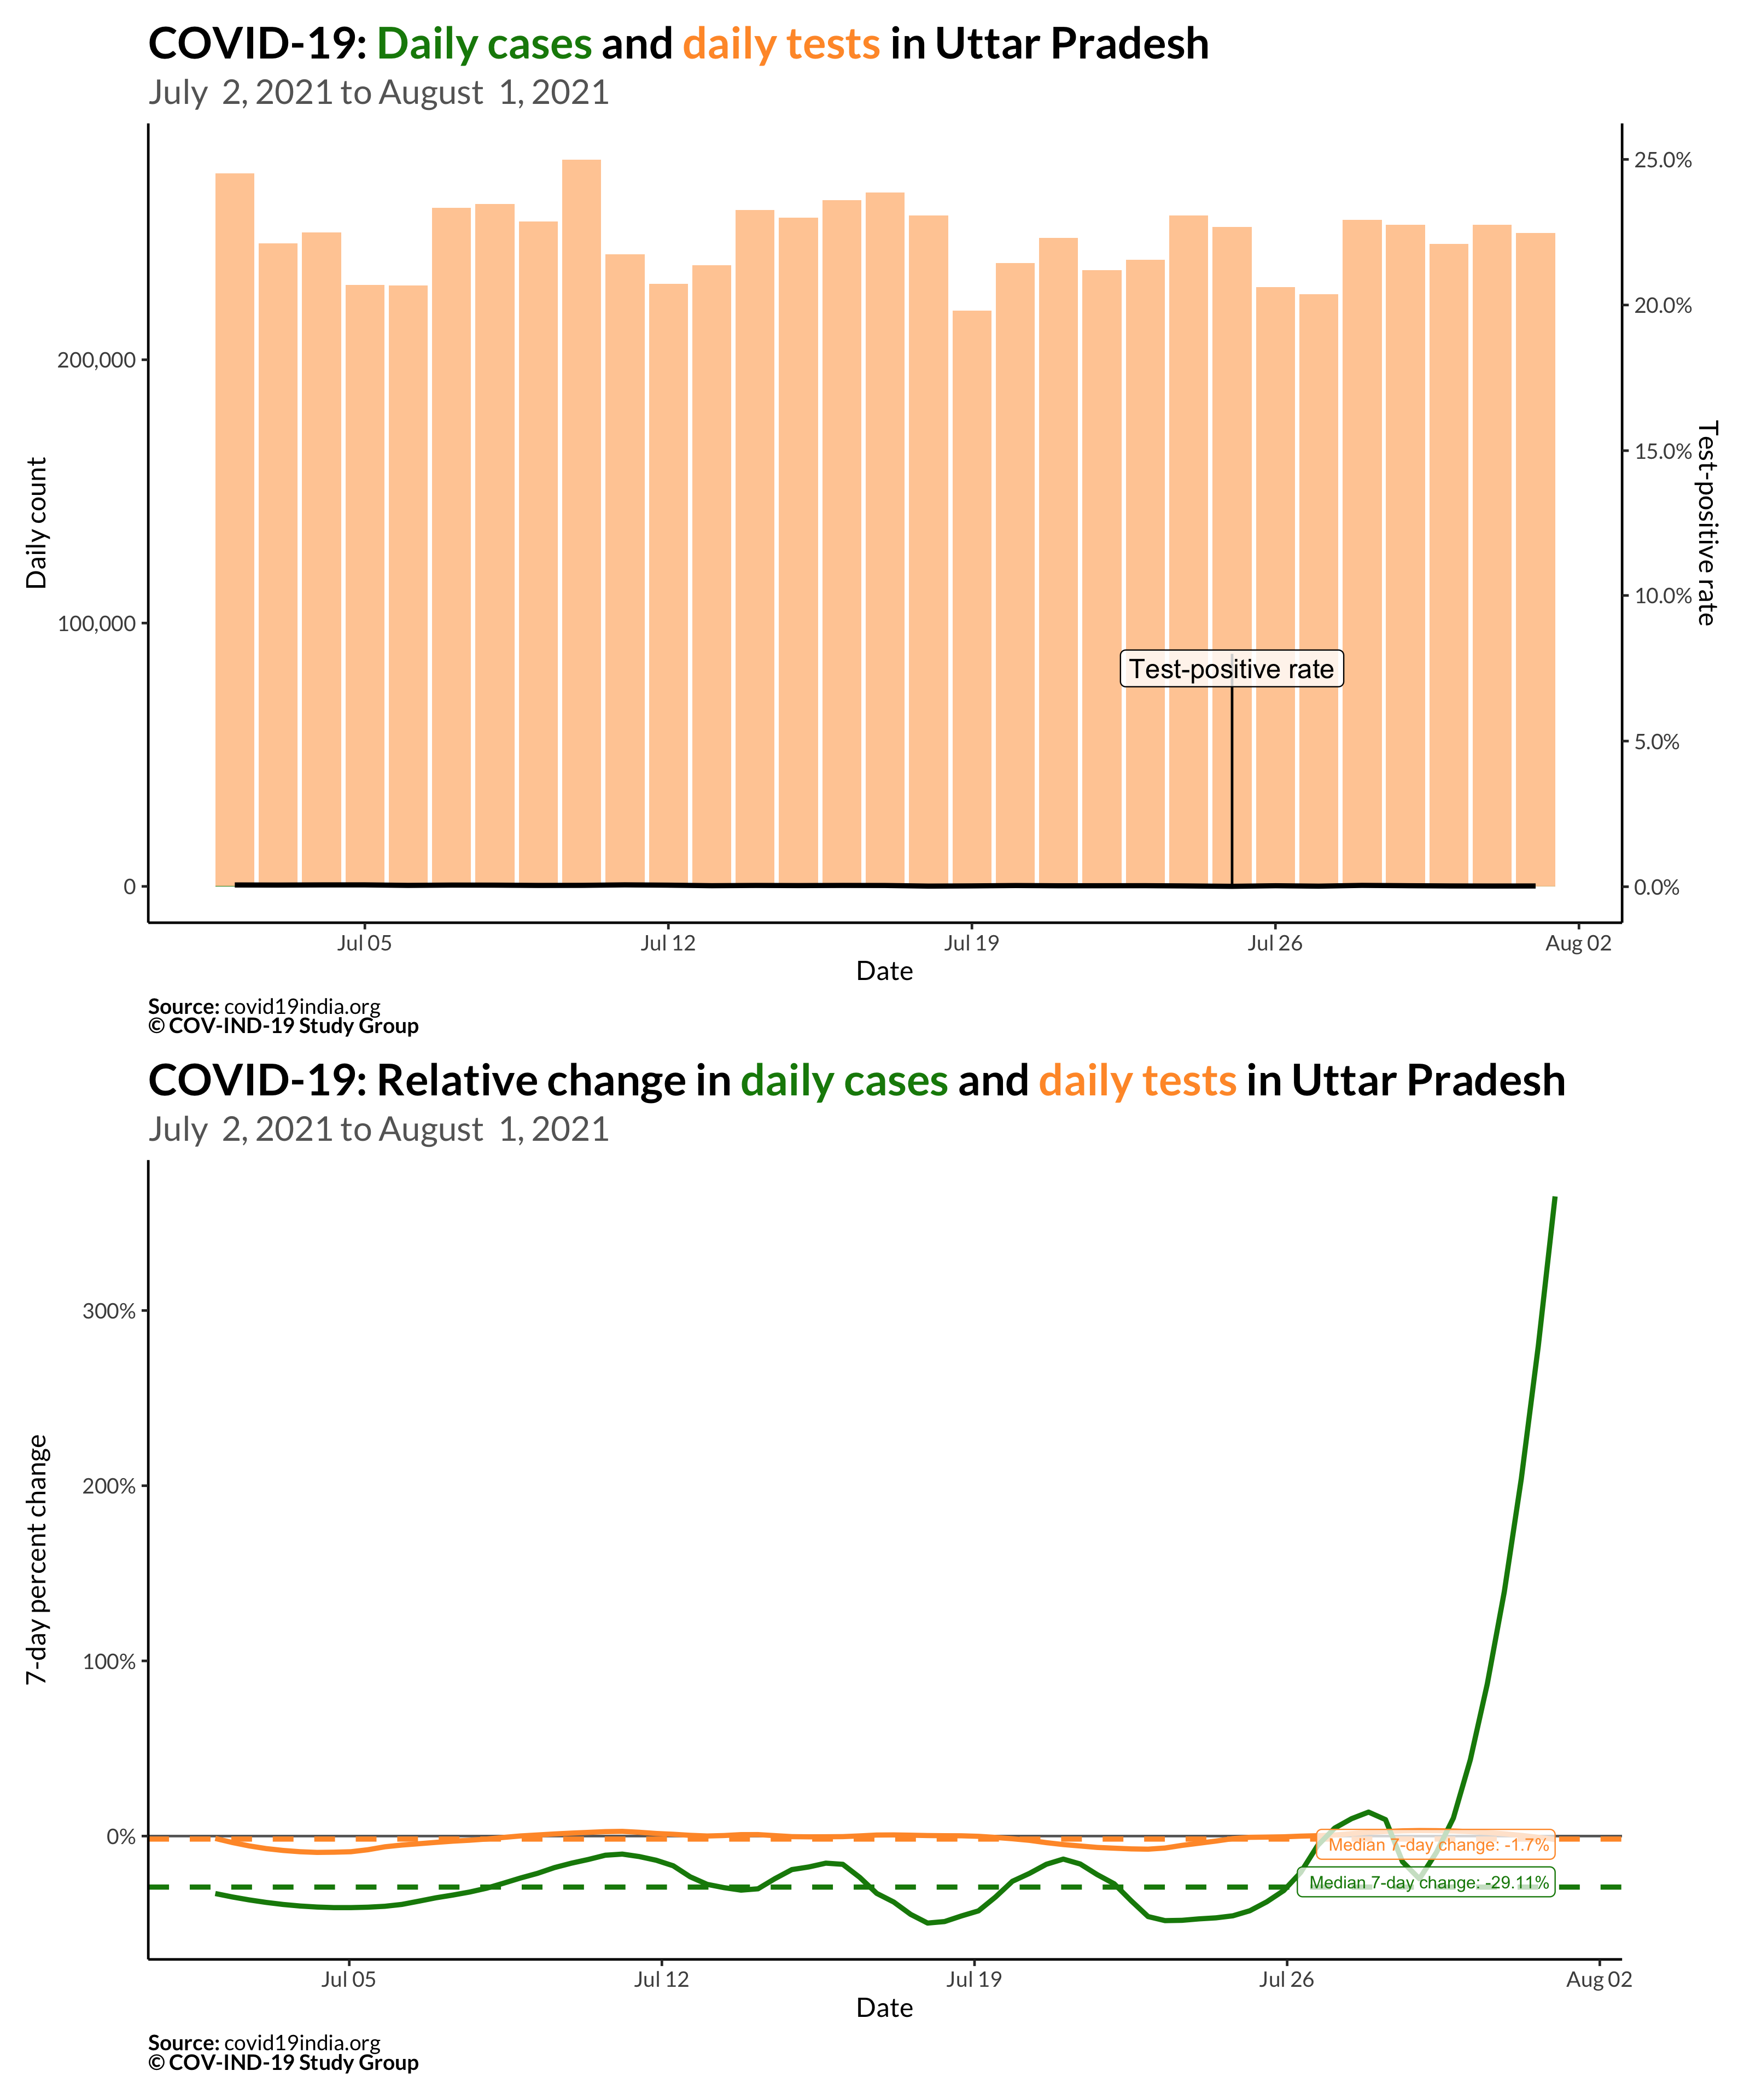 COVID-19: Daily cases and daily tests in Uttar Pradesh
July 2, 2021 to August 1, 2021
25.0%
20.0%
200,000
15.0%
Daily count
Test-positive rate
10.0%
100,000
Test-positive rate
5.0%
0
0.0%
Jul 05
Jul 12
Jul 19
Jul 26
Aug 02
Date
Source: covid19india.org
© COV-IND-19 Study Group
COVID-19: Relative change in daily cases and daily tests in Uttar Pradesh
July 2, 2021 to August 1, 2021
300%
200%
7-day percent change
100%
0%
Median 7-day change: -1.7%
Median 7-day change: -29.11%
Jul 05
Jul 12
Jul 19
Jul 26
Aug 02
Date
Source: covid19india.org
© COV-IND-19 Study Group